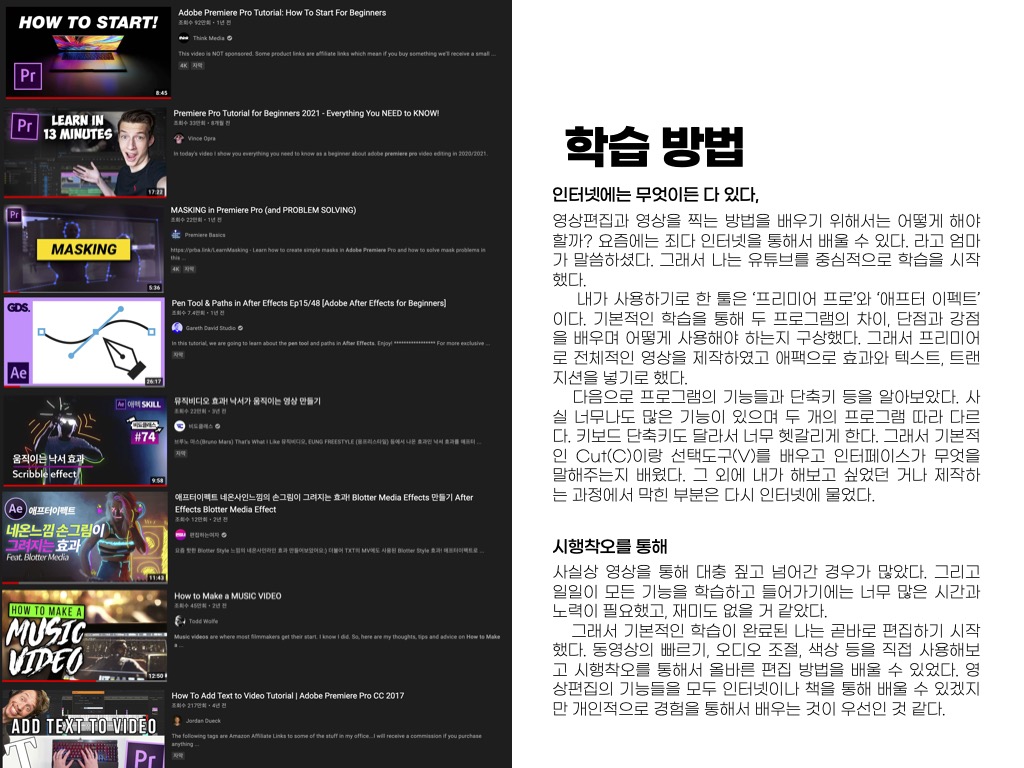 HOW TO START!
Pr
8:45
Adobe Premiere Pro Tutorial: How To Start For Beginners
조회수 92만회 • 1년 전
Think Media
This video is NOT sponsored. Some product links are affiliate links which mean if you buy something we'll receive a small ...
4K 자막
Pr
LEARN IN
13 MINUTES
17:22
Premiere Pro Tutorial for Beginners 2021 - Everything You NEED to KNOW!
조회수 33만회 • 8개월 전
Vince Opra
In today's video I show you everything you need to know as a beginner about adobe premiere pro video editing in 2020/2021.
Pr
MASKING
5:36
MASKING in Premiere Pro (and PROBLEM SOLVING)
조회수 22만회 • 1년 전
Premiere Basics
https://prba.link/LearnMasking - Learn how to create simple masks in Adobe Premiere Pro and how to solve mask problems in
this ...
4K 자막
GDS.
Ae
26:17
Pen Tool & Paths in After Effects Ep15/48 [Adobe After Effects for Beginners]
조회수 7.4만회 • 1년 전
Gareth David Studio
In this tutorial, we are going to learn about the pen tool and paths in After Effects. Enjoy! ***************** For more exclusive ...
자막
Ae 애펙 SKILL
비됴클래스
#74
움직이는 낙서 효과
Scribble effect
9:58
뮤직비디오 효과! 낙서가 움직이는 영상 만들기
조회수 22만회 • 3년 전
비됴클래스
브루노 마스(Bruno Mars) That's What I Like 뮤직비디오, EUNG FREESTYLE (응프리스타일) 등에서 나온 효과인 낙서 효과를 애프터 ...
자막
Ae 애프터이펙트
네온느낌 손그림이
그려지는 효과
Feat. Blotter Media
11:43
애프터이펙트 네온사인느낌의 손그림이 그려지는 효과! Blotter Media Effects 만들기 After
Effects Blotter Media Effect
조회수 12만회 • 2년 전
편집하는여자
요즘 핫한 Blotter Style 느낌의 네온사인라인 효과 만들어보았어요:) 더불어 TXT의 MV에도 사용된 Blotter Style 효과! 애프터이펙트로 ...
HOW TO MAKE A
MUSIC
VIDEO
12:50
How to Make a MUSIC VIDEO
조회수 45만회 • 2년 전
Todd Wolfe
Music videos are where most filmmakers get their start. I know I did. So, here are my thoughts, tips and advice on How to Make
a ...
ADD TEXT TO VIDEO
T
Pr
How To Add Text to Video Tutorial | Adobe Premiere Pro CC 2017
조회수 217만회 • 4년 전
Jordan Dueck
The following tags are Amazon Affiliate Links to some of the stuff in my office...I will receive a commission if you purchase
anything ...
자막
학습 방법
인터넷에는 무엇이든 다 있다,
영상편집과 영상을 찍는 방법을 배우기 위해서는 어떻게 해야
할까? 요즘에는 죄다 인터넷을 통해서 배울 수 있다. 라고 엄마
가 말씀하셨다. 그래서 나는 유튜브를 중심적으로 학습을 시작
했다.
내가 사용하기로 한 툴은 ‘프리미어 프로’와 ‘애프터 이펙트’
이다. 기본적인 학습을 통해 두 프로그램의 차이, 단점과 강점
을 배우며 어떻게 사용해야 하는지 구상했다. 그래서 프리미어
로 전체적인 영상을 제작하였고 애팩으로 효과와 텍스트, 트랜
지션을 넣기로 했다.
다음으로 프로그램의 기능들과 단축키 등을 알아보았다. 사
실 너무나도 많은 기능이 있으며 두 개의 프로그램 따라 다르
다. 키보드 단축키도 달라서 너무 헷갈리게 한다. 그래서 기본적
인 Cut(C)이랑 선택도구(V)를 배우고 인터페이스가 무엇을
말해주는지 배웠다. 그 외에 내가 해보고 싶었던 거나 제작하
는 과정에서 막힌 부분은 다시 인터넷에 물었다.
시행착오를 통해
사실상 영상을 통해 대충 짚고 넘어간 경우가 많았다. 그리고
일일이 모든 기능을 학습하고 들어가기에는 너무 많은 시간과
노력이 필요했고, 재미도 없을 거 같았다.
그래서 기본적인 학습이 완료된 나는 곧바로 편집하기 시작
했다. 동영상의 빠르기, 오디오 조절, 색상 등을 직접 사용해보
고 시행착오를 통해서 올바른 편집 방법을 배울 수 있었다. 영
상편집의 기능들을 모두 인터넷이나 책을 통해 배울 수 있겠지
만 개인적으로 경험을 통해서 배우는 것이 우선인 것 같다.